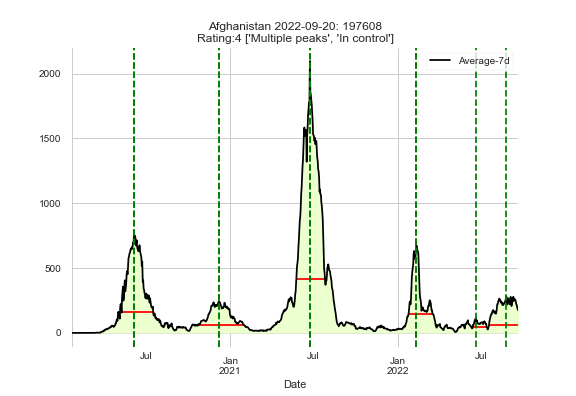 Afghanistan 2022-09-20: 197608
Rating:4 ['Multiple peaks', 'In control']
Average-7d
2000
1500
1000
500
0
Jul
Jan
2021
Jul
Jan
2022
Jul
Date